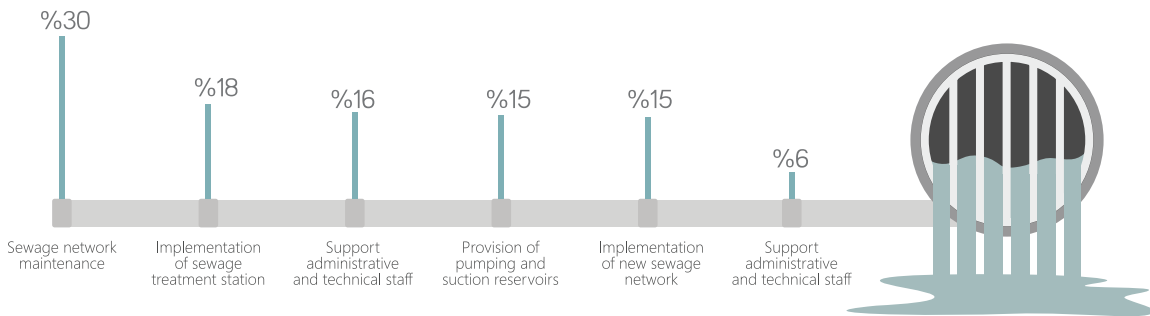 %30
%18
%16
%15
%15
%6
Sewage network
maintenance
Implementation
of sewage
treatment station
Support
administrative
and technical staff
Provision of
pumping and
suction reservoirs
Implementation
of new sewage
network
Support
administrative
and technical staff